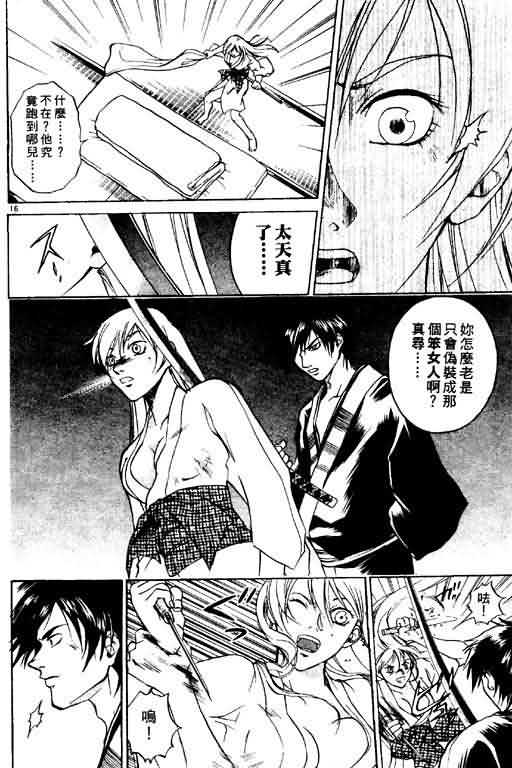 什麼……？
不在？他究
竟跑到哪兒……
16
太天真
了……
妳怎麼老是
只會偽裝成那
個笨女人啊？
真尋……
呿！
嗚！